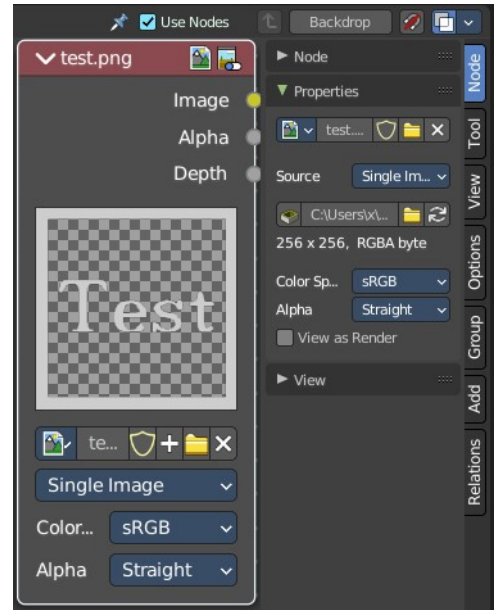 Use Nodes Backdrop
test.png
Image
Alpha
Depth
Test
te...
Single Image
Color... sRGB
Alpha Straight
Node
Properties
test....
Source Single Im...
C:\Users\x\...
256 x 256, RGBA byte
Color Sp... sRGB
Alpha Straight
View as Render
View
Node
Tool
View
Options
Group
Add
Relations